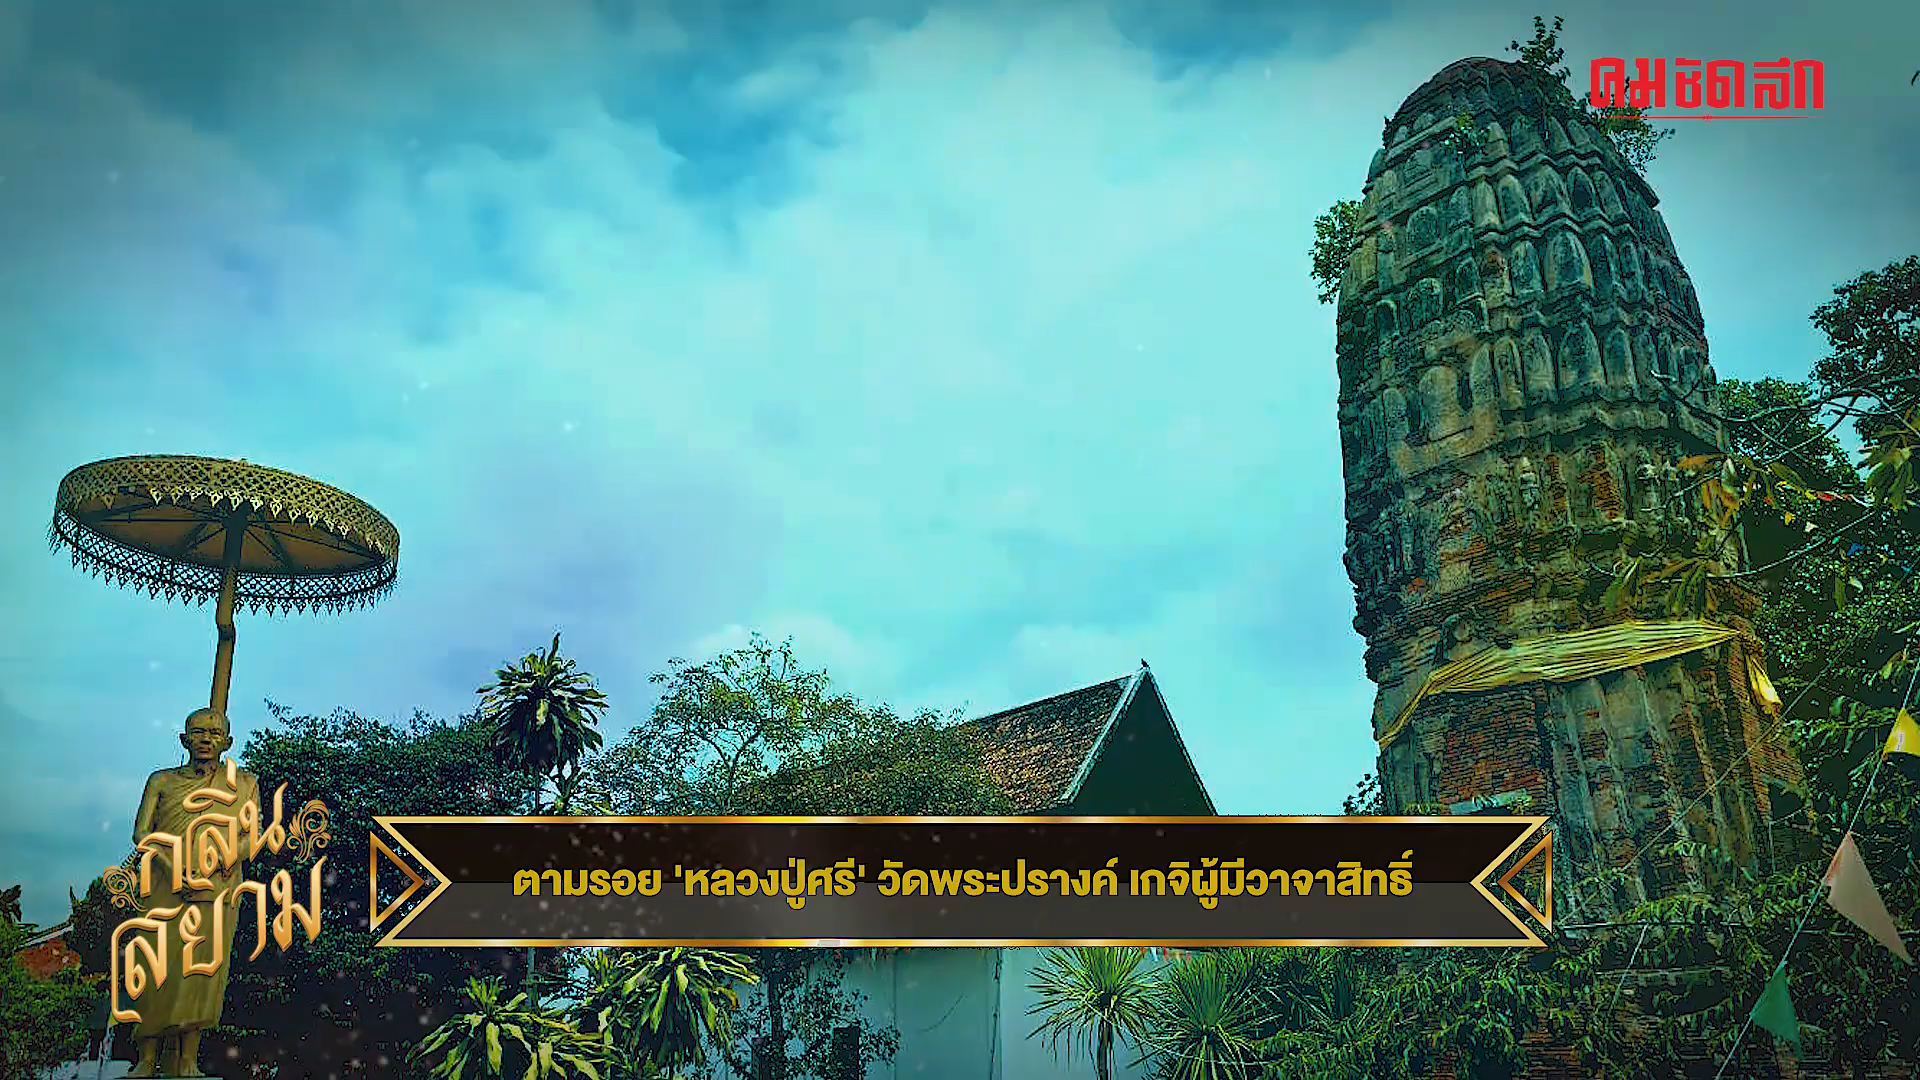 คมชัดลึก
กลิ่น
สยาม
ตามรอย 'หลวงปู่ศรี' วัดพระปรางค์ เกจิผู้มีวาจาสิทธิ์